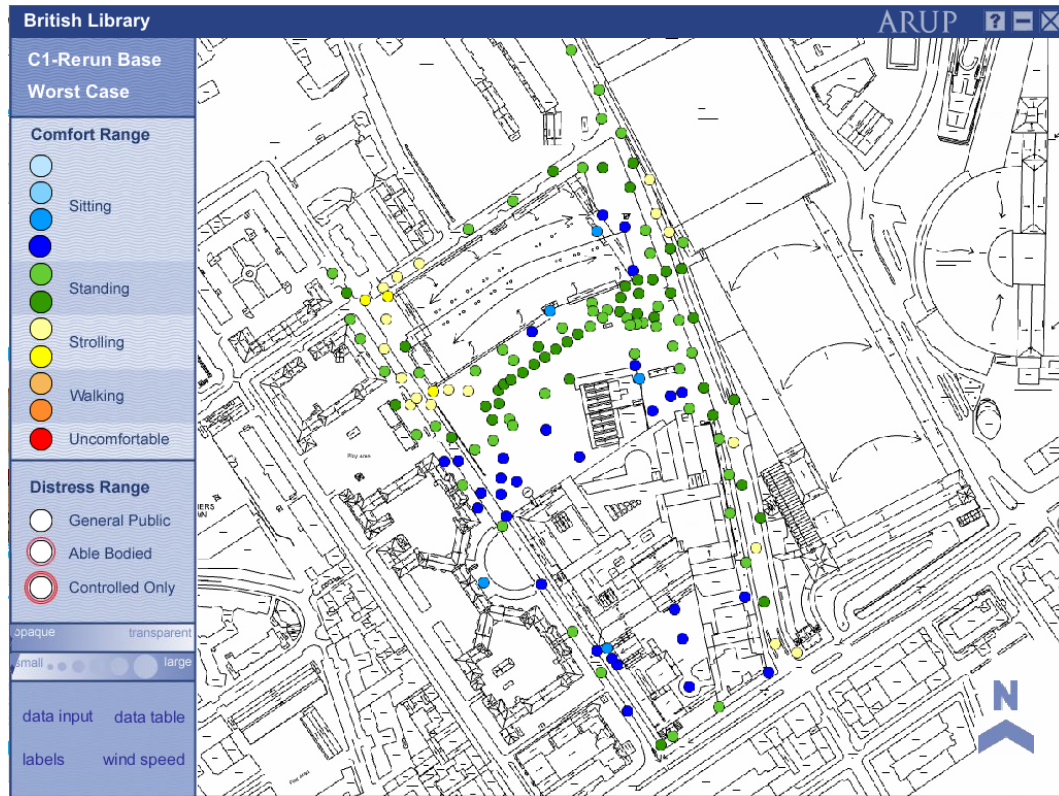 British Library
ARUP ?
C1-Rerun Base
Worst Case
Comfort Range
Sitting
Standing
Strolling
Walking
Uncomfortable
Distress Range
General Public
Able Bodied
Controlled Only
opaque transparent
small large
data input data table
labels wind speed
Play area
N